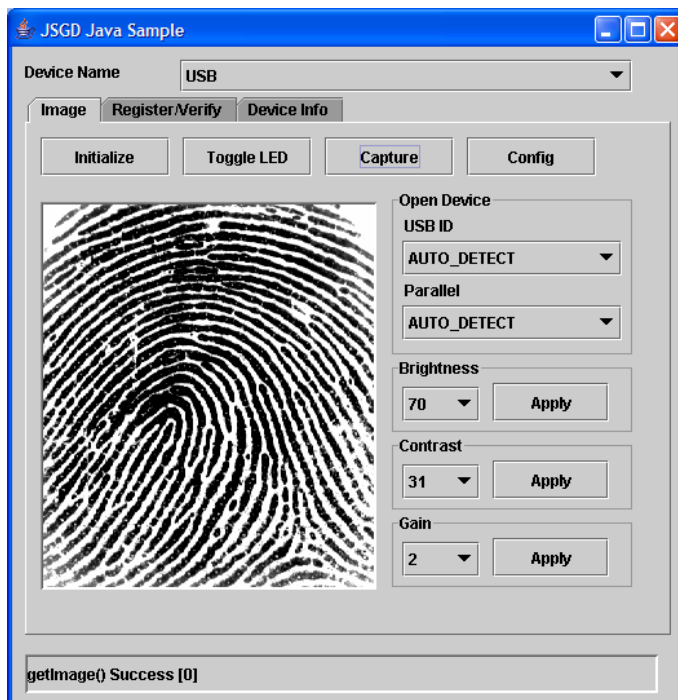 JSGD Java Sample
Device Name USB
Image Register/Verify Device Info
Initialize Toggle LED Capture Config
Open Device
USB ID
AUTO_DETECT
Parallel
AUTO_DETECT
Brightness
70 Apply
Contrast
31 Apply
Gain
2 Apply
getImage() Success [0]